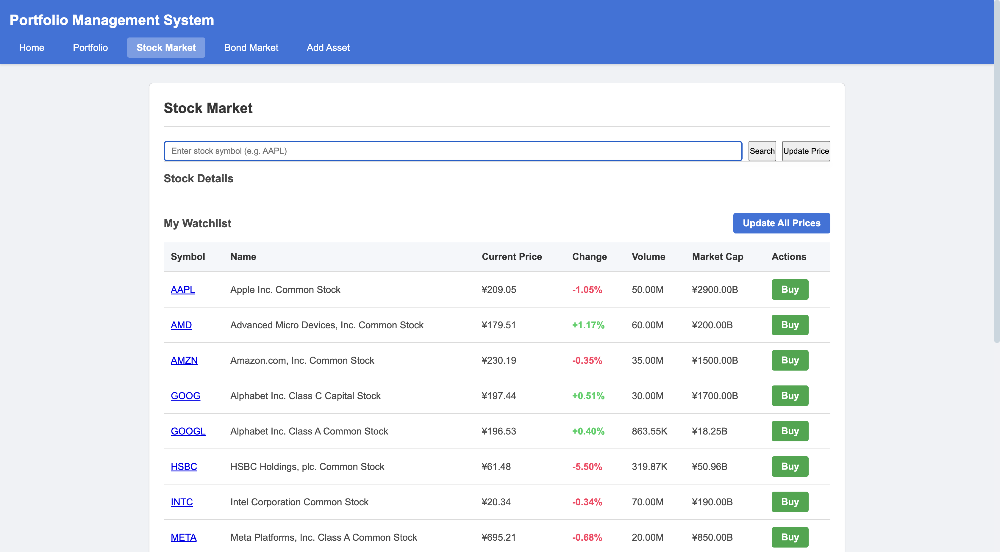 Portfolio Management System
Home Portfolio Stock Market Bond Market Add Asset
Stock Market
Enter stock symbol (e.g. AAPL) Search Update Price
Stock Details
My Watchlist Update All Prices
Symbol Name Current Price Change Volume Market Cap Actions
AAPL Apple Inc. Common Stock ¥209.05 -1.05% 50.00M ¥2900.00B Buy
AMD Advanced Micro Devices, Inc. Common Stock ¥179.51 +1.17% 60.00M ¥200.00B Buy
AMZN Amazon.com, Inc. Common Stock ¥230.19 -0.35% 35.00M ¥1500.00B Buy
GOOG Alphabet Inc. Class C Capital Stock ¥197.44 +0.51% 30.00M ¥1700.00B Buy
GOOGL Alphabet Inc. Class A Common Stock ¥196.53 +0.40% 863.55K ¥18.25B Buy
HSBC HSBC Holdings, plc. Common Stock ¥61.48 -5.50% 319.87K ¥50.96B Buy
INTC Intel Corporation Common Stock ¥20.34 -0.34% 70.00M ¥190.00B Buy
META Meta Platforms, Inc. Class A Common Stock ¥695.21 -0.68% 20.00M ¥850.00B Buy